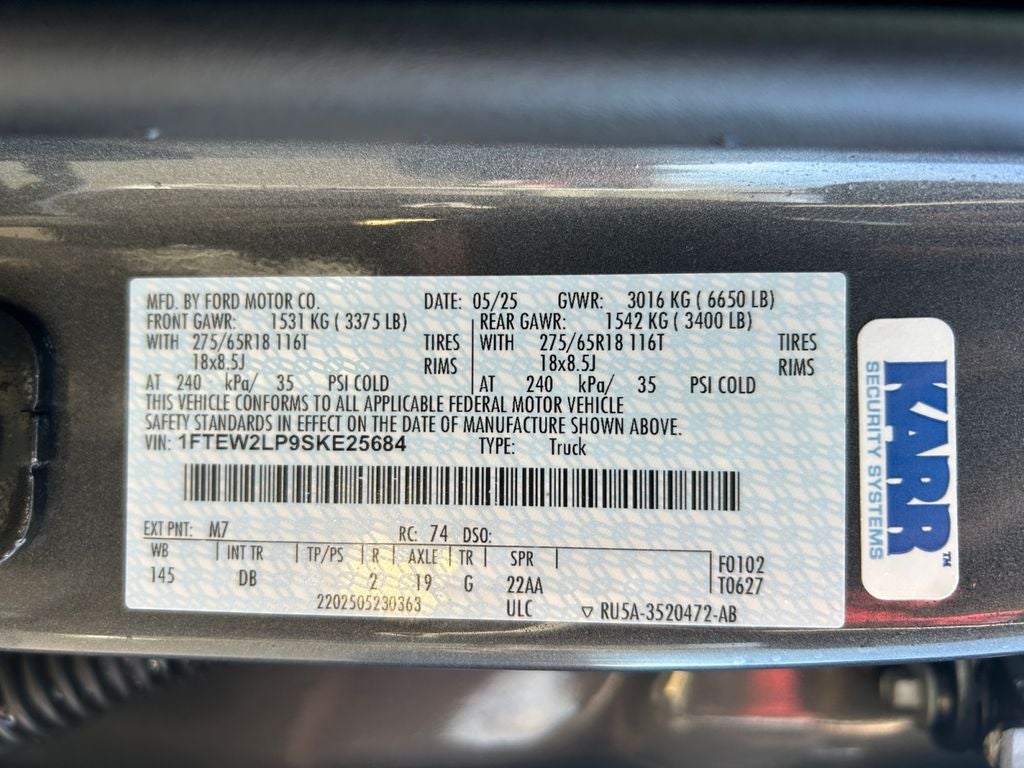 MFD. BY FORD MOTOR CO. DATE: 05/25 GVWR: 3016 KG ( 6650 LB)
FRONT GAWR: 1531 KG ( 3375 LB) REAR GAWR: 1542 KG ( 3400 LB)
WITH 275/65R18 116T TIRES WITH 275/65R18 116T TIRES
18x8.5J RIMS 18x8.5J RIMS
AT 240 kPa/ 35 PSI COLD AT 240 kPa/ 35 PSI COLD
THIS VEHICLE CONFORMS TO ALL APPLICABLE FEDERAL MOTOR VEHICLE
SAFETY STANDARDS IN EFFECT ON THE DATE OF MANUFACTURE SHOWN ABOVE.
VIN: 1FTEW2LP9SKE25684 TYPE: Truck
EXT PNT: M7 RC: 74 DSO:
WB INT TR TP/PS R AXLE TR SPR F0102
145 DB 2 19 G 22AA T0627
2202505230363 ULC ▽ RU5A-3520472-AB
KARR™
SECURITY SYSTEMS